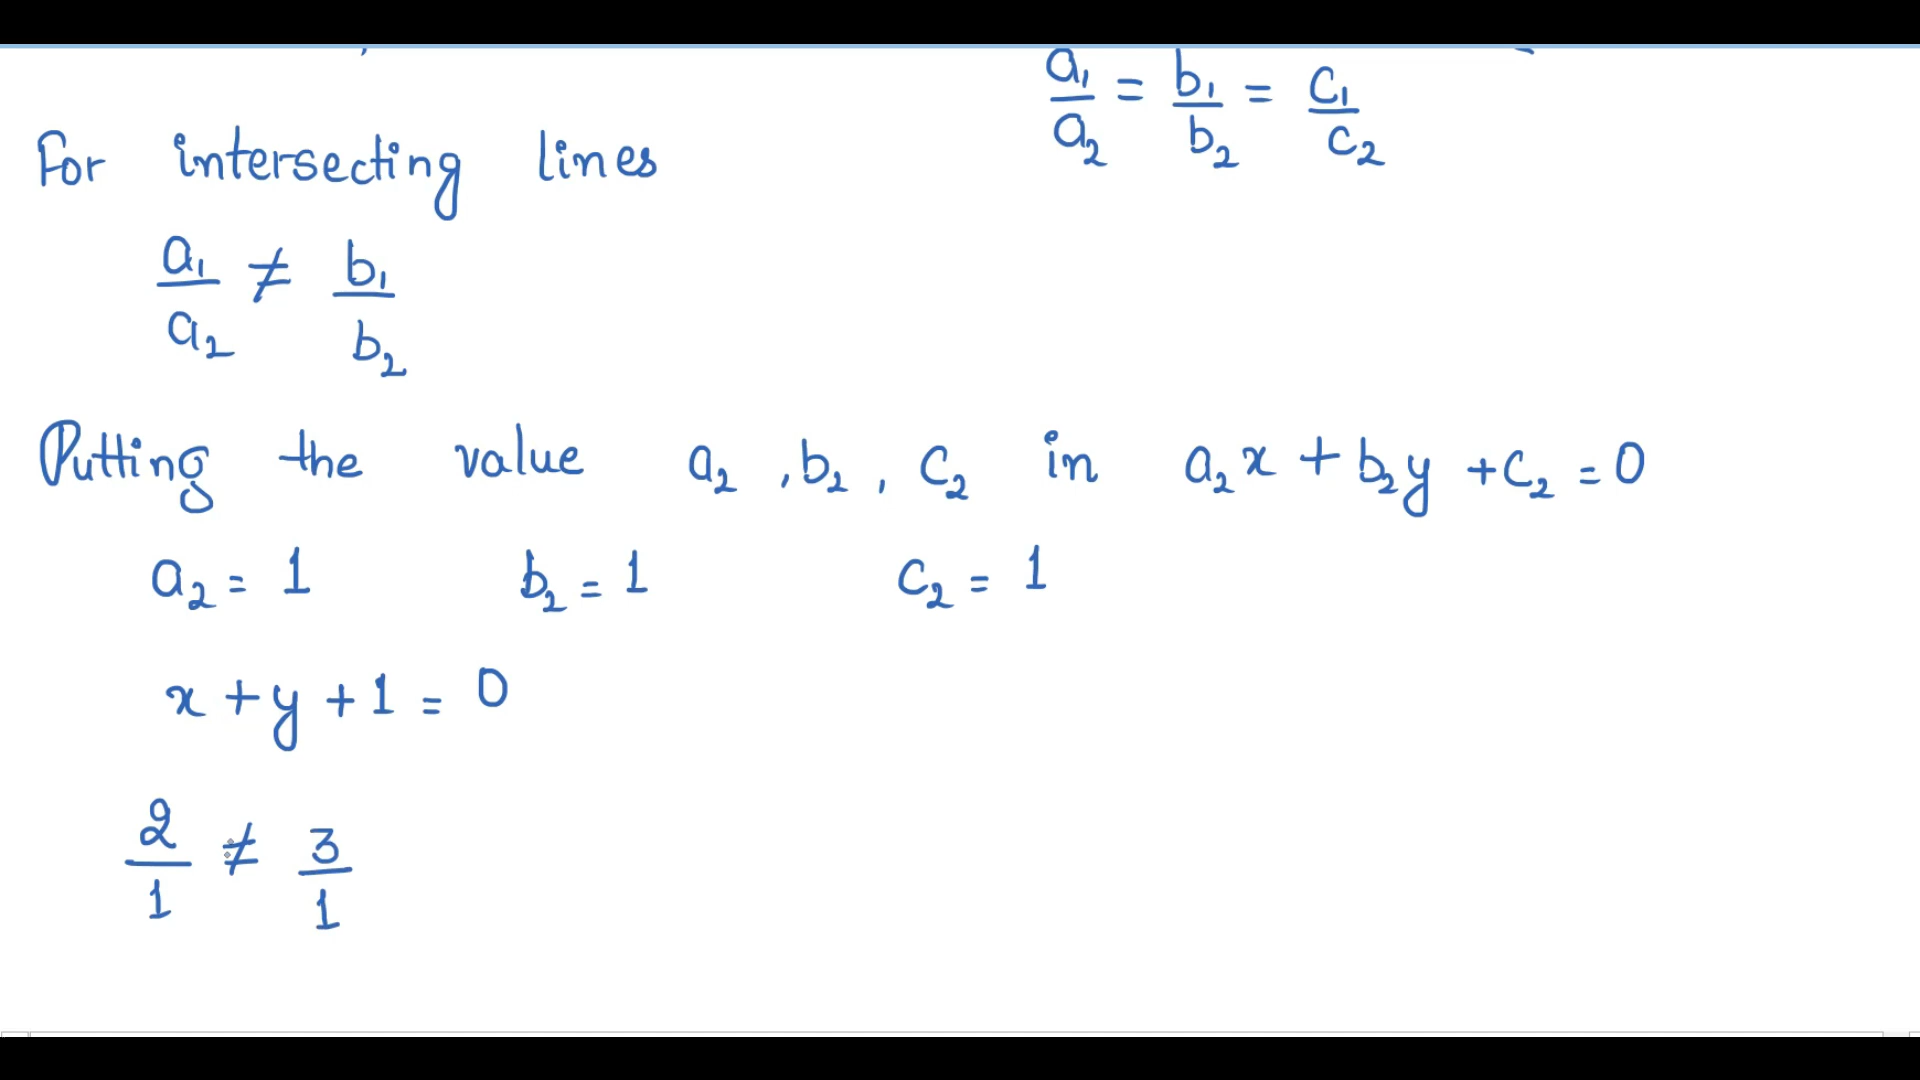 a₁/a₂ = b₁/b₂ = c₁/c₂
For intersecting lines
a₁/a₂ ≠ b₁/b₂
Putting the value a₂ , b₂ , c₂ in a₂x + b₂y + c₂ = 0
a₂ = 1 b₂ = 1 c₂ = 1
x + y + 1 = 0
2/1 ≠ 3/1